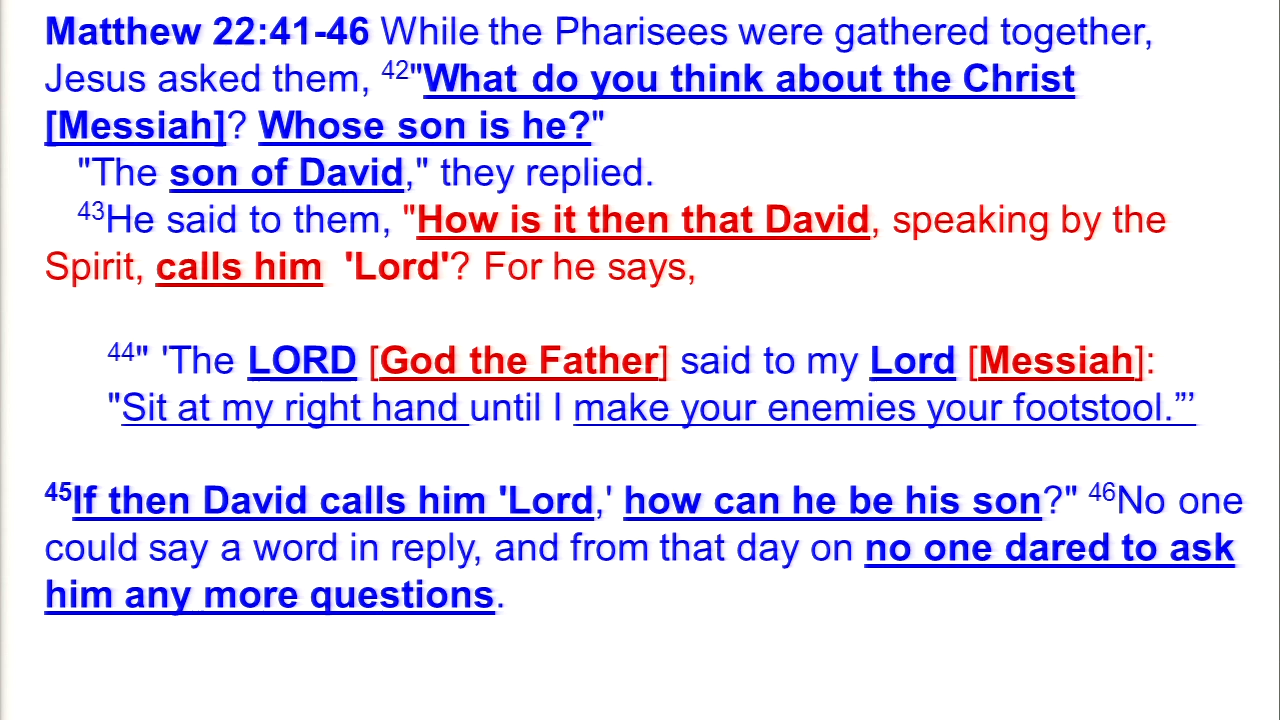 Matthew 22:41-46 While the Pharisees were gathered together,
Jesus asked them, 42"What do you think about the Christ
[Messiah]? Whose son is he?"
"The son of David," they replied.
43He said to them, "How is it then that David, speaking by the
Spirit, calls him 'Lord'? For he says,
44" 'The LORD [God the Father] said to my Lord [Messiah]:
"Sit at my right hand until I make your enemies your footstool.”’
45If then David calls him 'Lord,' how can he be his son?" 46No one
could say a word in reply, and from that day on no one dared to ask
him any more questions.